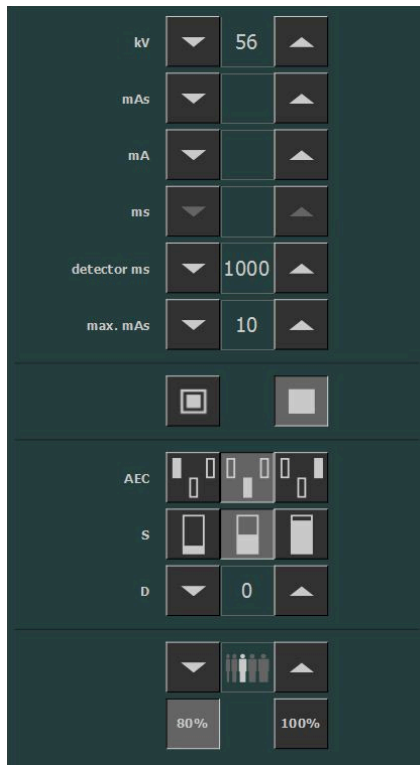 kV 56
mAs
mA
ms
detector ms 1000
max. mAs 10
AEC
S
D 0
80% 100%